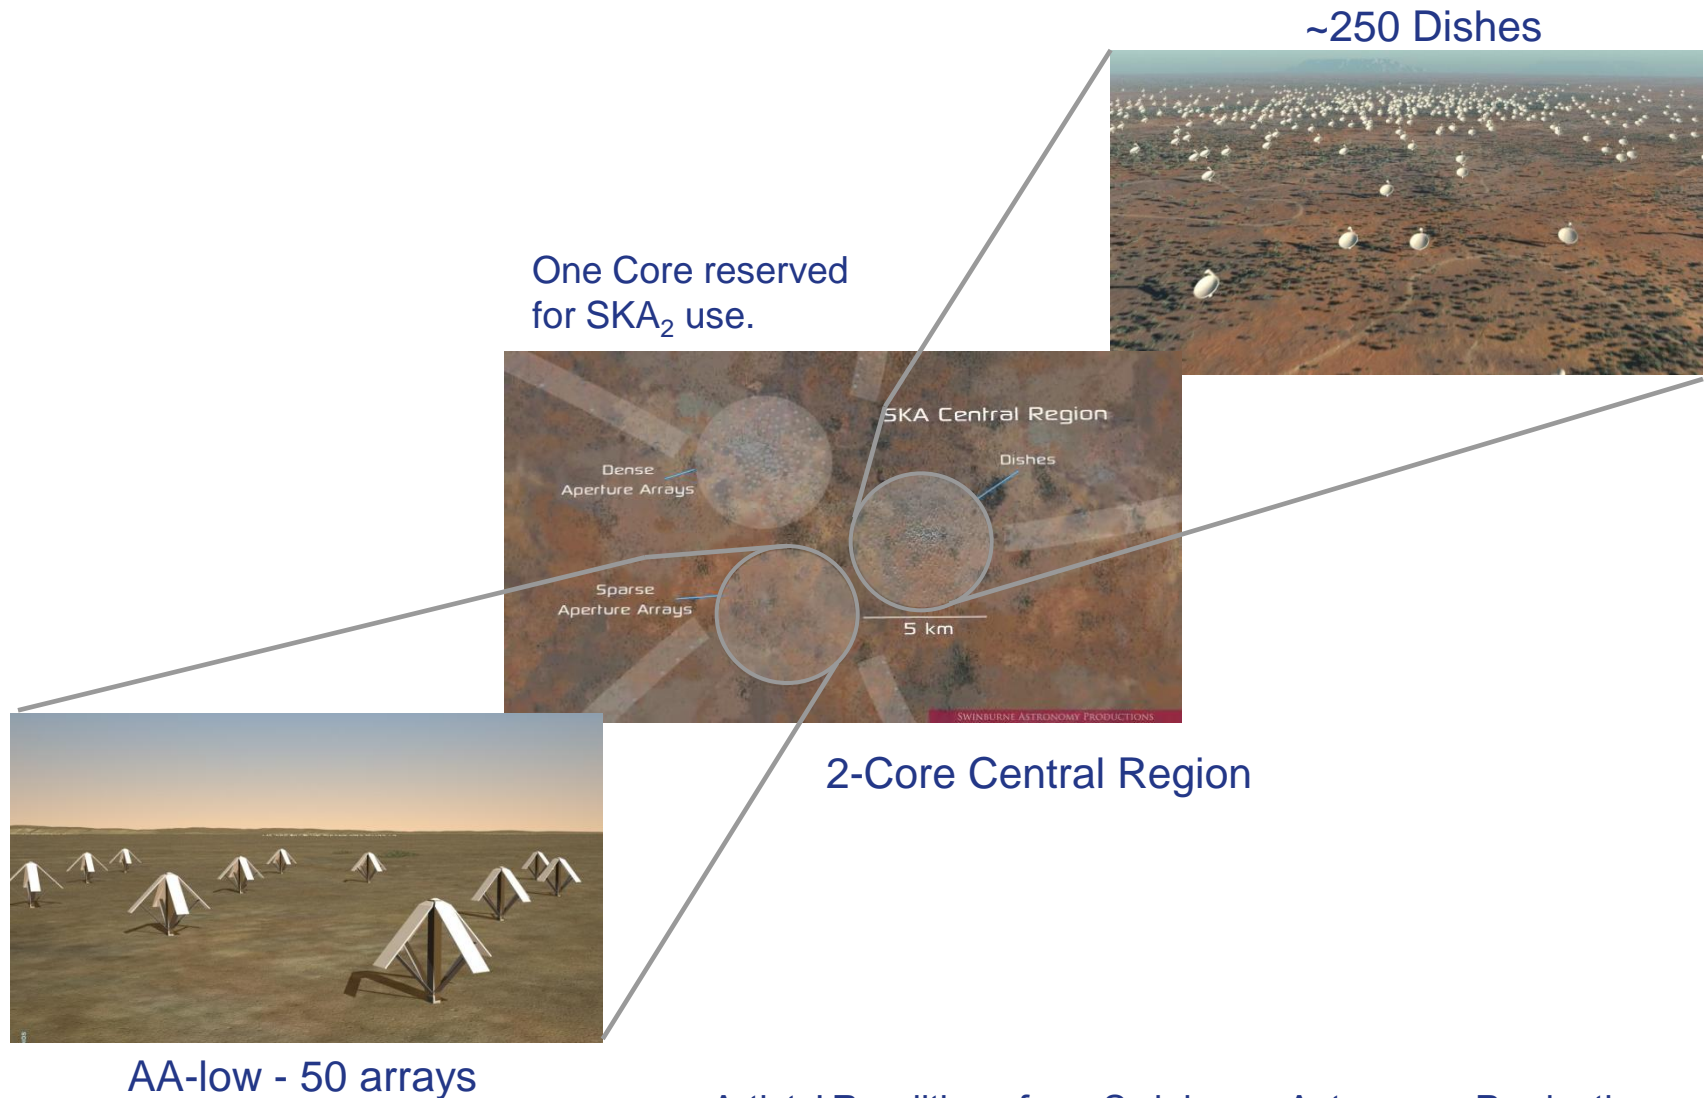 ~250 Dishes
One Core reserved
for SKA₂ use.
SKA Central Region
Dishes
Dense
Aperture Arrays
Sparse
Aperture Arrays
5 km
SWINBURNE ASTRONOMY PRODUCTIONS
2-Core Central Region
AA-low - 50 arrays